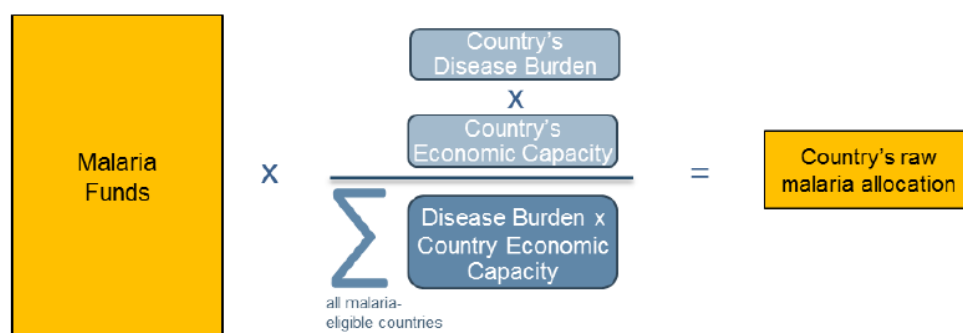 Malaria
Funds
x
Country's
Disease Burden
x
Country's
Economic Capacity
∑
Disease Burden x
Country Economic
Capacity
all malaria-
eligible countries
=
Country's raw
malaria allocation